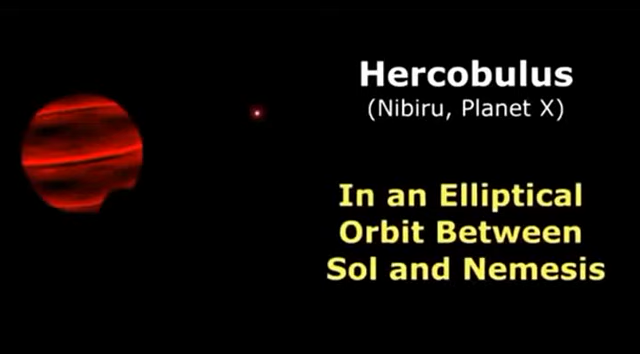 Hercobulus
(Nibiru, Planet X)
In an Elliptical
Orbit Between
Sol and Nemesis